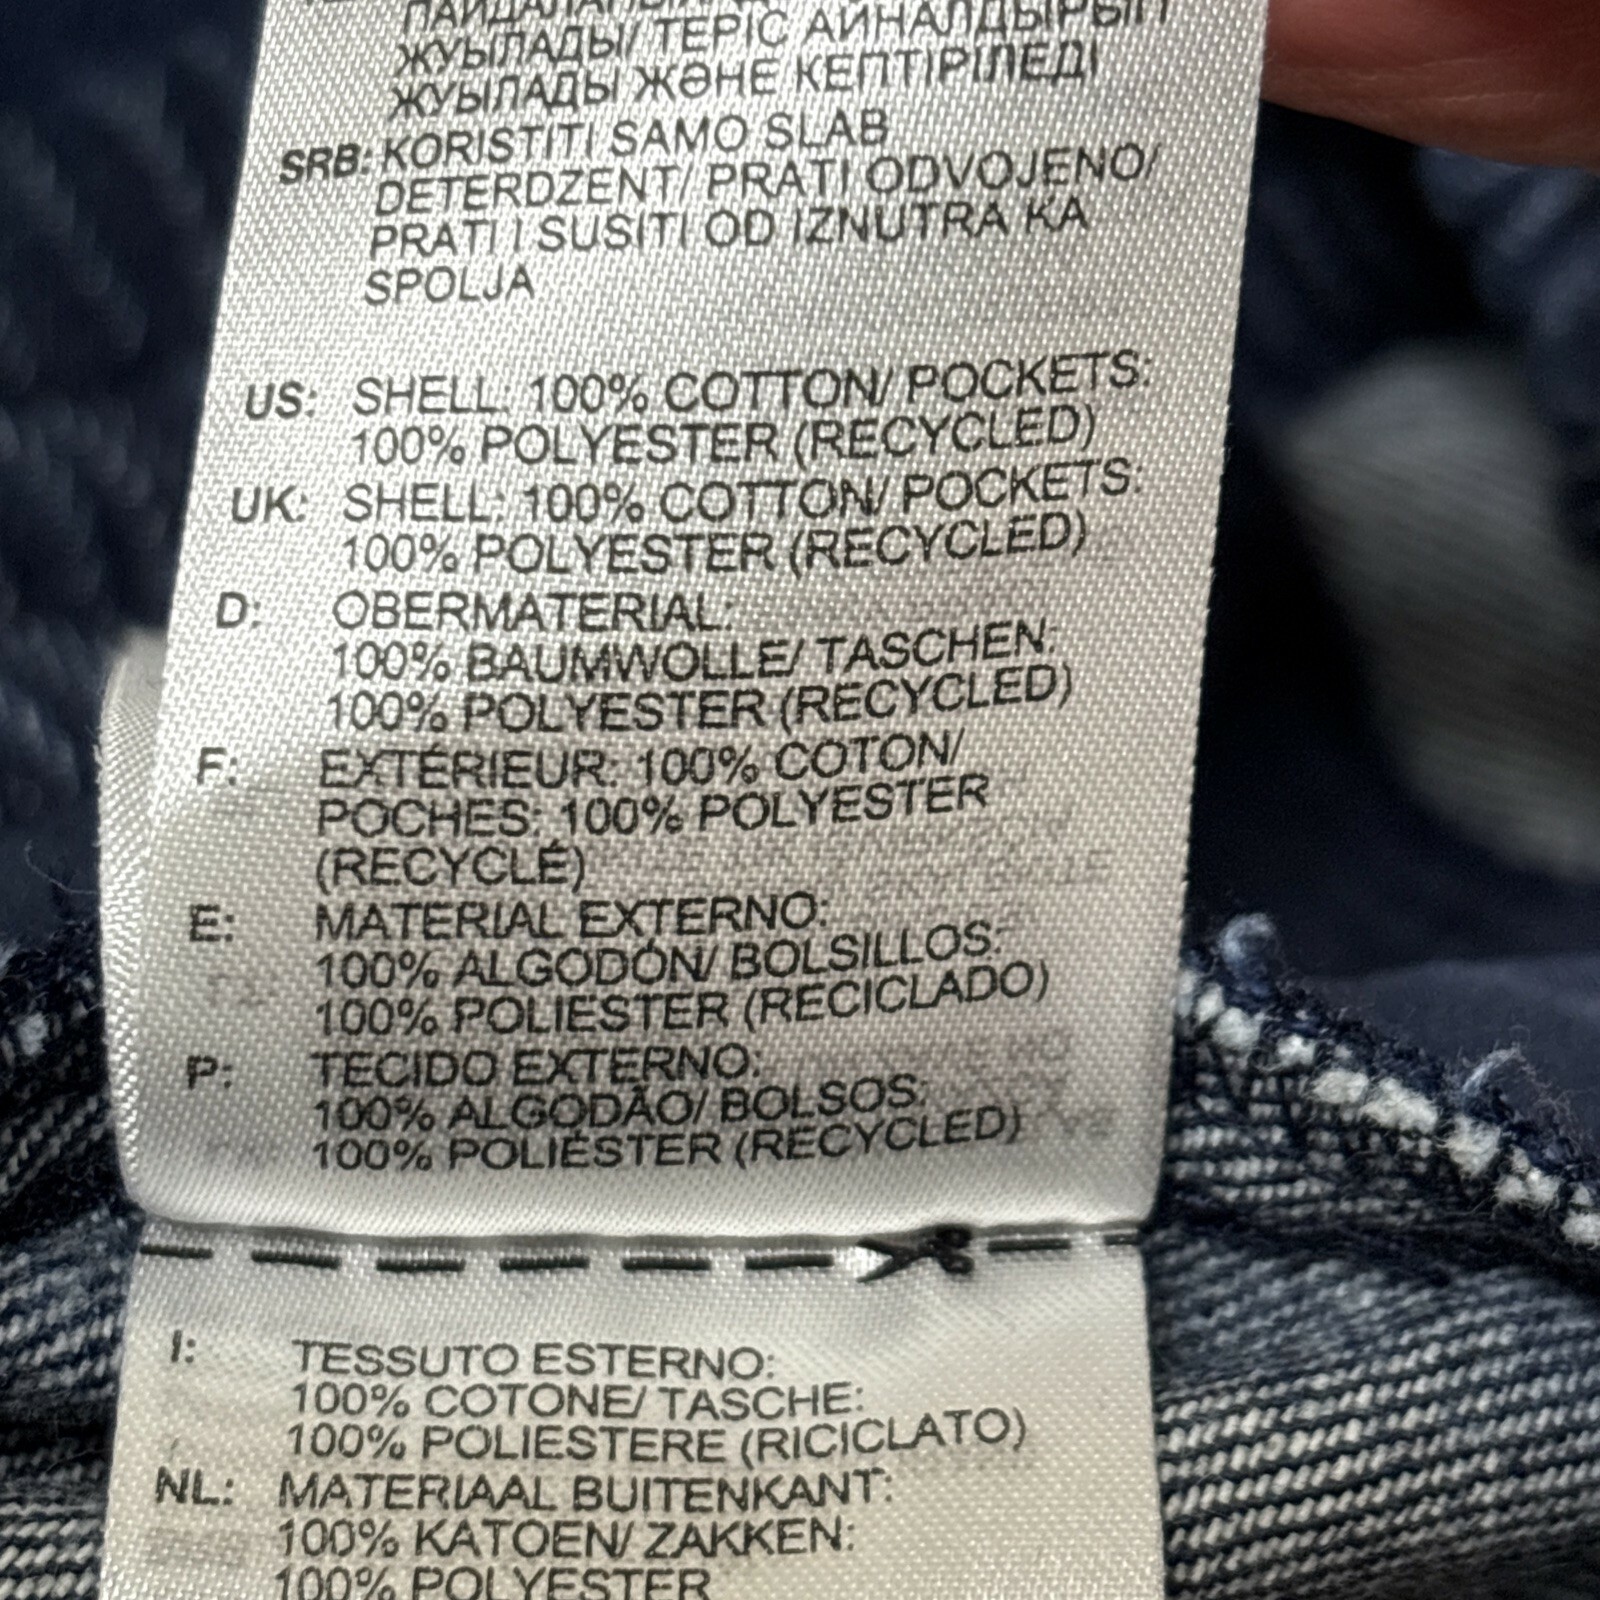 ПАЙДАЛАНЫ
ЖУЫЛАДЫ/ ТЕРІС АЙНАЛДЫРЫП
ЖУЫЛАДЫ ЖӘНЕ КЕПТІРІЛЕДІ
SRB: KORISTITI SAMO SLAB
DETERDZENT/ PRATI ODVOJENO/
PRATI I SUSITI OD IZNUTRA KA
SPOLJA
US: SHELL: 100% COTTON/ POCKETS:
100% POLYESTER (RECYCLED)
UK: SHELL: 100% COTTON/ POCKETS:
100% POLYESTER (RECYCLED)
D: OBERMATERIAL:
100% BAUMWOLLE/ TASCHEN:
100% POLYESTER (RECYCLED)
F: EXTÉRIEUR: 100% COTON/
POCHES: 100% POLYESTER
(RECYCLÉ)
E: MATERIAL EXTERNO:
100% ALGODÓN/ BOLSILLOS:
100% POLIÉSTER (RECICLADO)
P: TECIDO EXTERNO:
100% ALGODÃO/ BOLSOS:
100% POLIÉSTER (RECYCLED)
I: TESSUTO ESTERNO:
100% COTONE/ TASCHE:
100% POLIESTERE (RICICLATO)
NL: MATERIAAL BUITENKANT:
100% KATOEN/ ZAKKEN:
100% POLYESTER